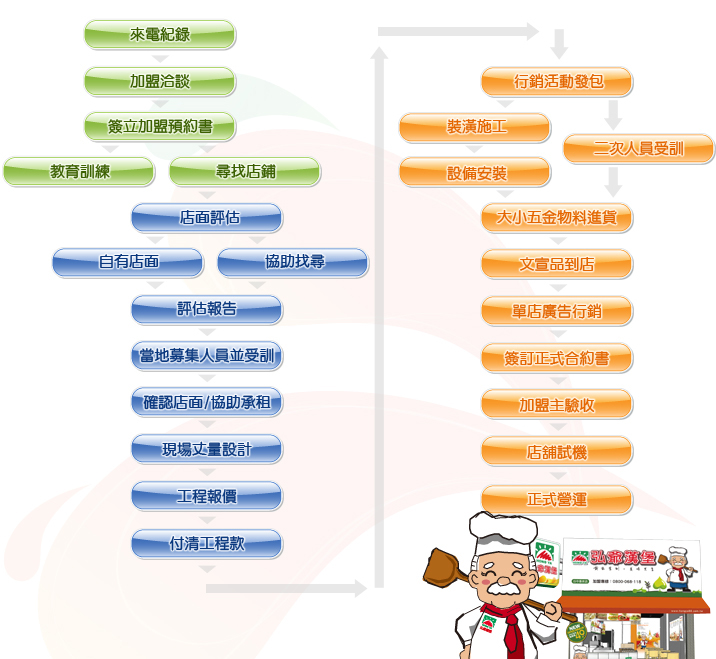 來電紀錄
加盟洽談
簽立加盟預約書
教育訓練
尋找店鋪
店面評估
自有店面
協助找尋
評估報告
當地募集人員並受訓
確認店面/協助承租
現場丈量設計
工程報價
付清工程款
行銷活動發包
裝潢施工
二次人員受訓
設備安裝
大小五金物料進貨
文宣品到店
單店廣告行銷
簽訂正式合約書
加盟主驗收
店舖試機
正式營運
弘爺漢堡